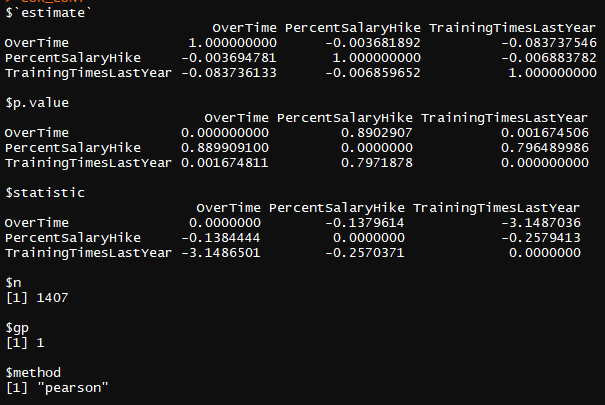 $`estimate`
OverTime PercentSalaryHike TrainingTimesLastYear
OverTime 1.000000000 -0.003681892 -0.083737546
PercentSalaryHike -0.003694781 1.000000000 -0.006883782
TrainingTimesLastYear -0.083736133 -0.006859652 1.000000000
$p.value
OverTime PercentSalaryHike TrainingTimesLastYear
OverTime 0.000000000 0.8902907 0.001674506
PercentSalaryHike 0.889909100 0.0000000 0.796489986
TrainingTimesLastYear 0.001674811 0.7971878 0.000000000
$statistic
OverTime PercentSalaryHike TrainingTimesLastYear
OverTime 0.0000000 -0.1379614 -3.1487036
PercentSalaryHike -0.1384444 0.0000000 -0.2579413
TrainingTimesLastYear -3.1486501 -0.2570371 0.0000000
$n
[1] 1407
$gp
[1] 1
$method
[1] "pearson"